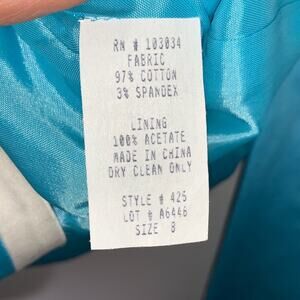 RN # 103034
FABRIC
97% COTTON
3% SPANDEX
LINING
100% ACETATE
MADE IN CHINA
DRY CLEAN ONLY
STYLE # 425
LOT # A6446
SIZE 8